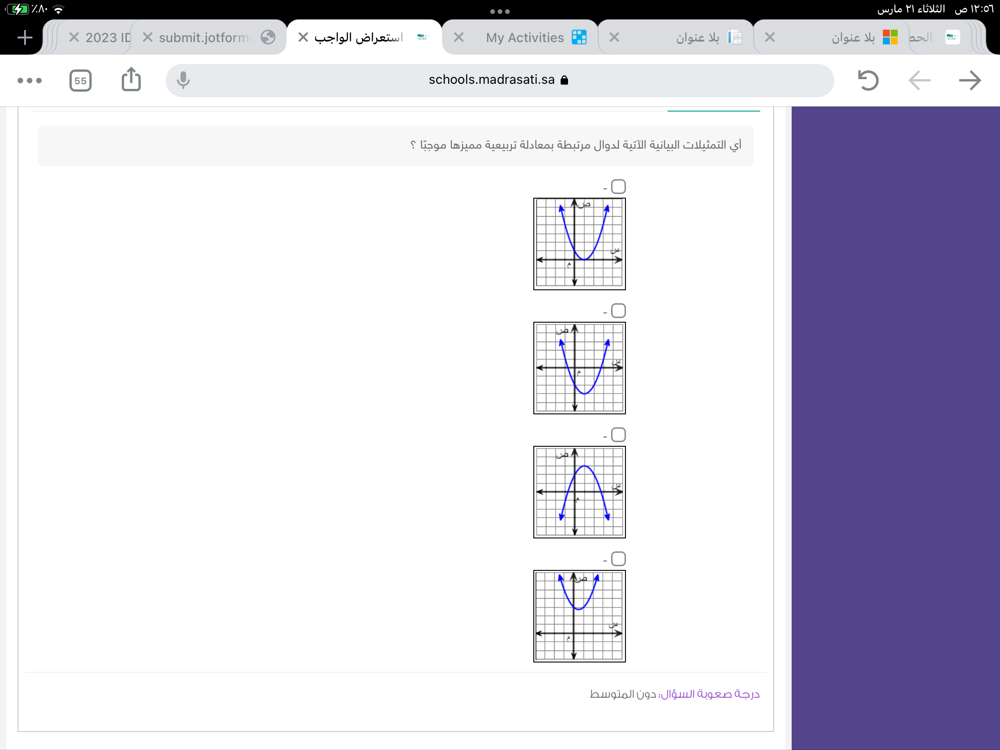 ١٢:٥٦ ص الثلاثاء ٢١ مارس
٪٨٠
الحص
بلا عنوان
بلا عنوان
My Activities
استعراض الواجب
submit.jotform
2023 ID
schools.madrasati.sa
55
أي التمثيلات البيانية الآتية لدوال مرتبطة بمعادلة تربيعية مميزها موجبًا ؟
-
ص
س
م
-
ص
س
م
-
ص
س
م
-
ص
س
م
درجة صعوبة السؤال: دون المتوسط